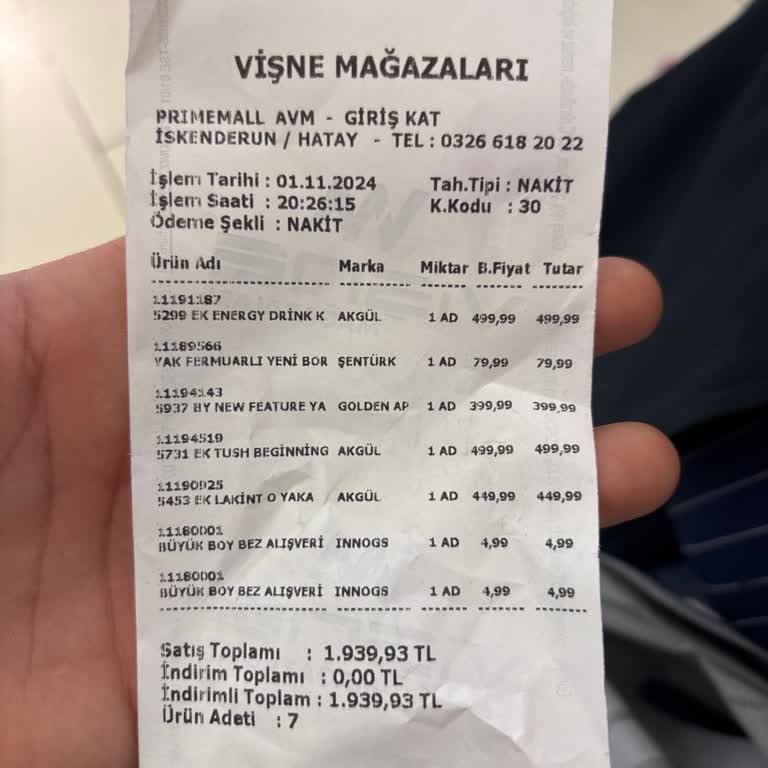 VİŞNE MAĞAZALARI
PRIMEMALL AVM - GİRİŞ KAT
İSKENDERUN / HATAY - TEL : 0326 618 20 22
İşlem Tarihi : 01.11.2024 Tah.Tipi : NAKİT
İşlem Saati : 20:26:15 K.Kodu : 30
Ödeme Şekli : NAKİT
Ürün Adı Marka Miktar B.Fiyat Tutar
11191187
5299 EK ENERGY DRINK K AKGÜL 1 AD 499,99 499,99
11189566
YAK FERMUARLI YENİ BOR ŞENTÜRK 1 AD 79,99 79,99
11194143
5937 BY NEW FEATURE YA GOLDEN AP 1 AD 399,99 399,99
11194519
5731 EK TUSH BEGİNNİNG AKGÜL 1 AD 499,99 499,99
11190925
5453 EK LAKİNT O YAKA AKGÜL 1 AD 449,99 449,99
11180001
BÜYÜK BOY BEZ ALIŞVERİ INNOGS 1 AD 4,99 4,99
11180001
BÜYÜK BOY BEZ ALIŞVERİ INNOGS 1 AD 4,99 4,99
Satış Toplamı : 1.939,93 TL
İndirim Toplamı : 0,00 TL
İndirimli Toplam : 1.939,93 TL
Ürün Adeti : 7